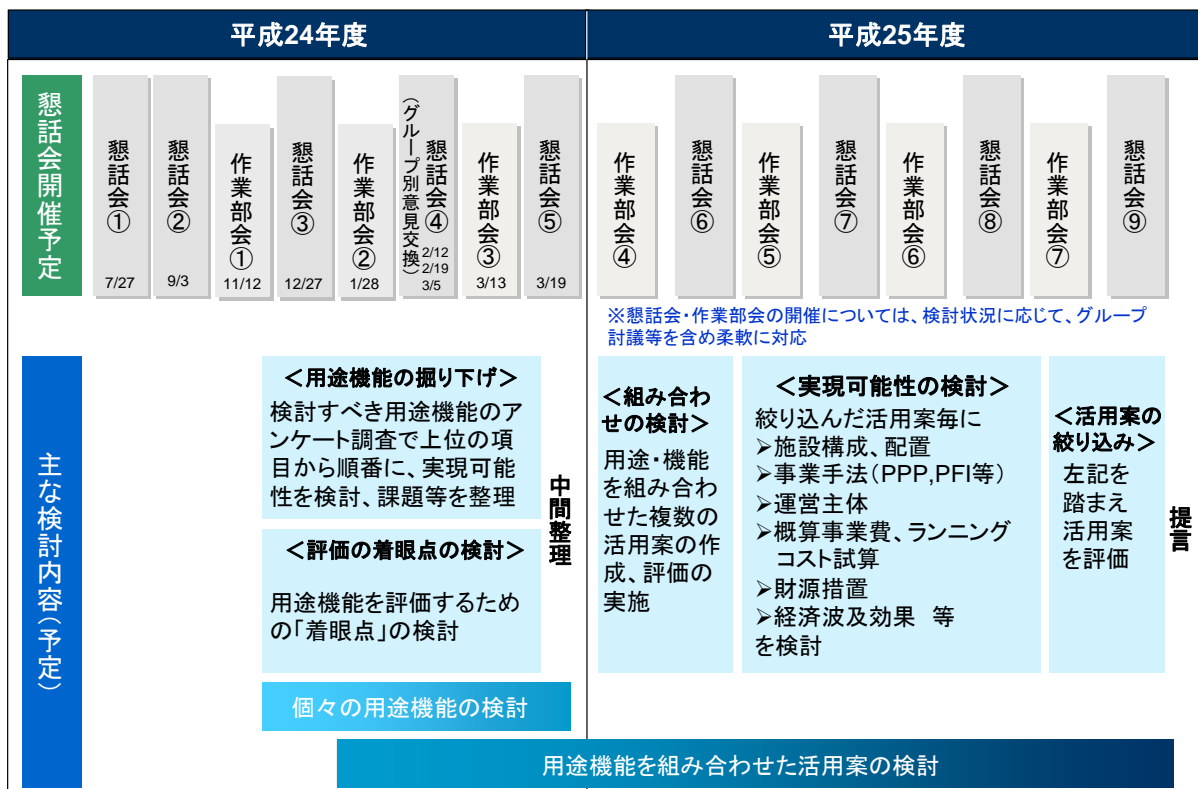 平成24年度
平成25年度
懇話会開催予定
懇話会①
7/27
懇話会②
9/3
作業部会①
11/12
懇話会③
12/27
作業部会②
1/28
懇話会④
(グループ別意見交換)
2/12
2/19
3/5
作業部会③
3/13
懇話会⑤
3/19
作業部会④
懇話会⑥
作業部会⑤
懇話会⑦
作業部会⑥
懇話会⑧
作業部会⑦
懇話会⑨
※懇話会・作業部会の開催については、検討状況に応じて、グループ
討議等を含め柔軟に対応
主な検討内容(予定)
<用途機能の掘り下げ>
検討すべき用途機能のア
ンケート調査で上位の項
目から順番に、実現可能
性を検討、課題等を整理
<評価の着眼点の検討>
用途機能を評価するため
の「着眼点」の検討
中間整理
<組み合わ
せの検討>
用途・機能
を組み合わ
せた複数の
活用案の作
成、評価の
実施
<実現可能性の検討>
絞り込んだ活用案毎に
➢施設構成、配置
➢事業手法(PPP,PFI等)
➢運営主体
➢概算事業費、ランニング
コスト試算
➢財源措置
➢経済波及効果 等
を検討
<活用案の
絞り込み>
左記を
踏まえ
活用案
を評価
提言
個々の用途機能の検討
用途機能を組み合わせた活用案の検討